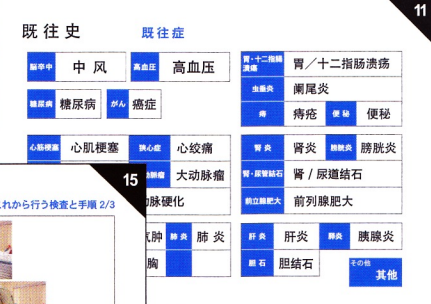 11
既往史 既往症
脳卒中 中风 高血圧 高血压
糖尿病 糖尿病 がん 癌症
心筋梗塞 心肌梗塞 狭心症 心绞痛
大动脉瘤
脉硬化
肺炎 肺炎
胸
胃・十二指腸潰瘍 胃/十二指肠溃疡
虫垂炎 阑尾炎
痔 痔疮 便秘 便秘
腎炎 肾炎 膀胱炎 膀胱炎
腎・尿管結石 肾/尿道结石
前立腺肥大 前列腺肥大
肝炎 肝炎 膵炎 胰腺炎
胆石 胆结石
その他 其他
15
れから行う検査と手順 2/3